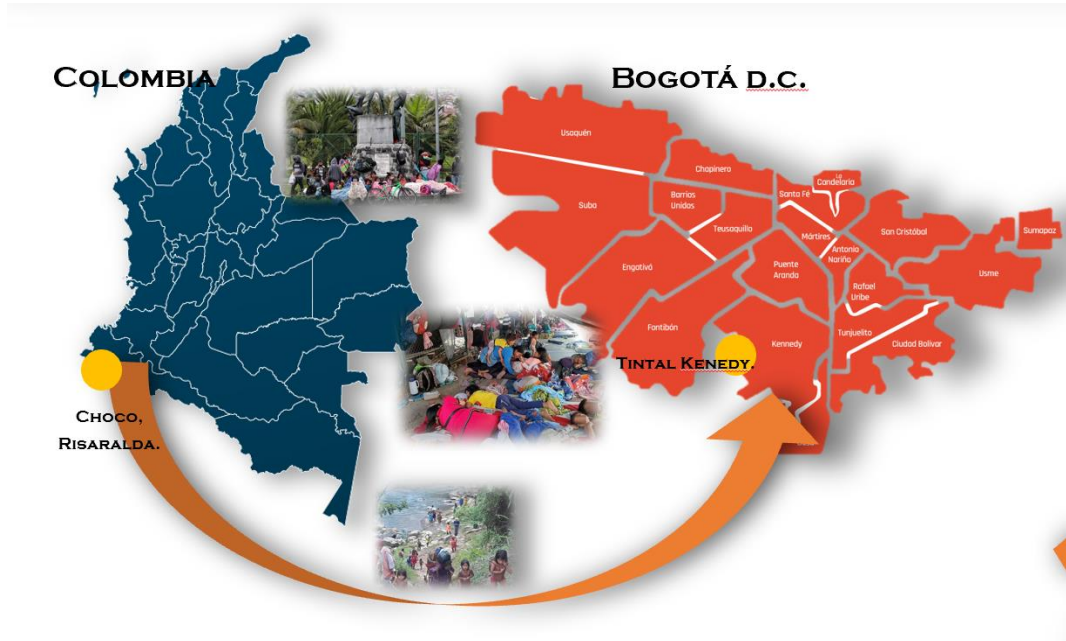 COLOMBIA
BOGOTÁ D.C.
Usaquén
Chapinero
La
Candelaria
Santa Fé
Barrios
Unidos
Suba
Teusaquillo
Mártires
San Cristóbal
Sumapaz
Antonio
Nariño
Engativá
Puente
Aranda
Usme
Rafael
Uribe
Fontibón
Kennedy
Tunjuelito
Ciudad Bolívar
TINTAL KENEDY.
CHOCO,
RISARALDA.